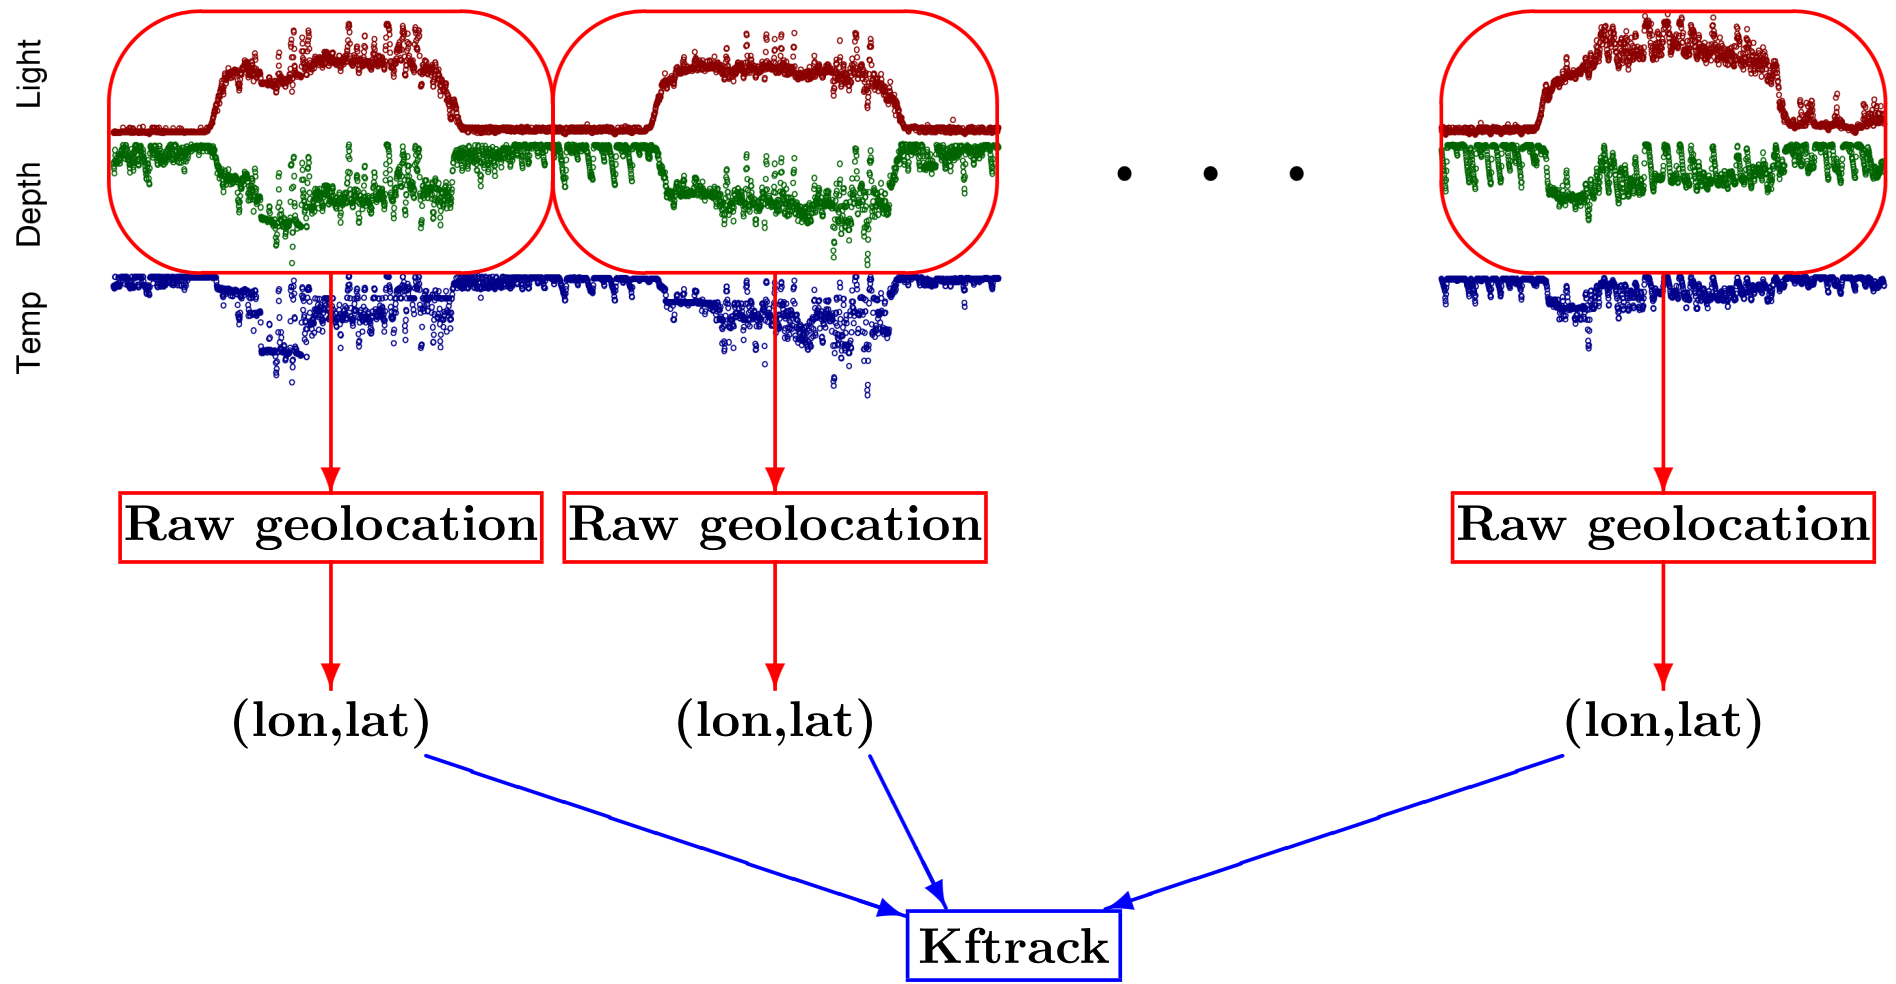 Light
Depth
Temp
Raw geolocation
Raw geolocation
Raw geolocation
(lon,lat)
(lon,lat)
(lon,lat)
Kftrack